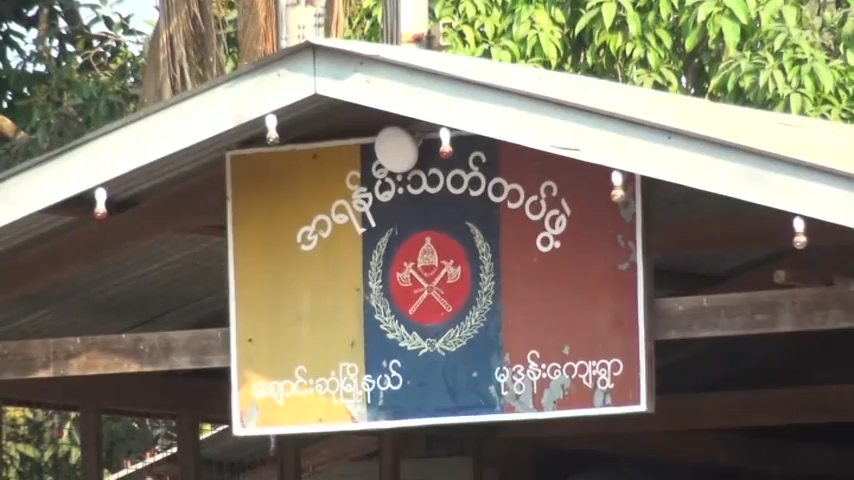 အရန်မီးသတ်တပ်ဖွဲ့
ချောင်းဆုံမြို့နယ် မုဒွန်းကျေးရွာ